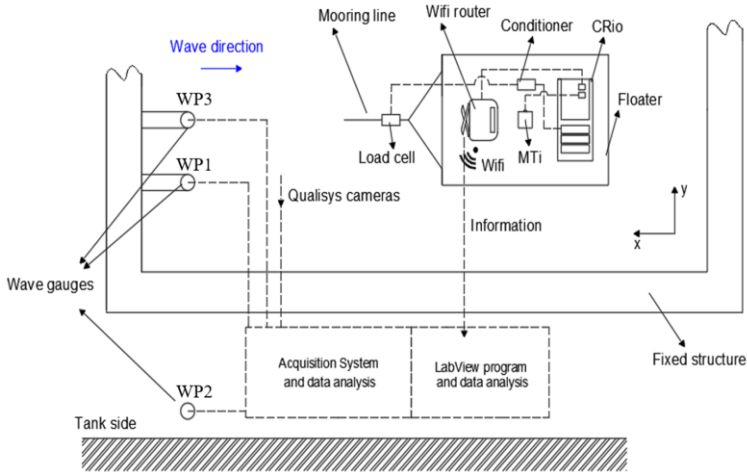 Mooring line
Wifi router
Conditioner
CRio
Wave direction
WP3
Floater
WP1
Load cell
Wifi
MTi
Qualisys cameras
y
Information
x
Wave gauges
Acquisition System
and data analysis
LabView program
and data analysis
Fixed structure
WP2
Tank side